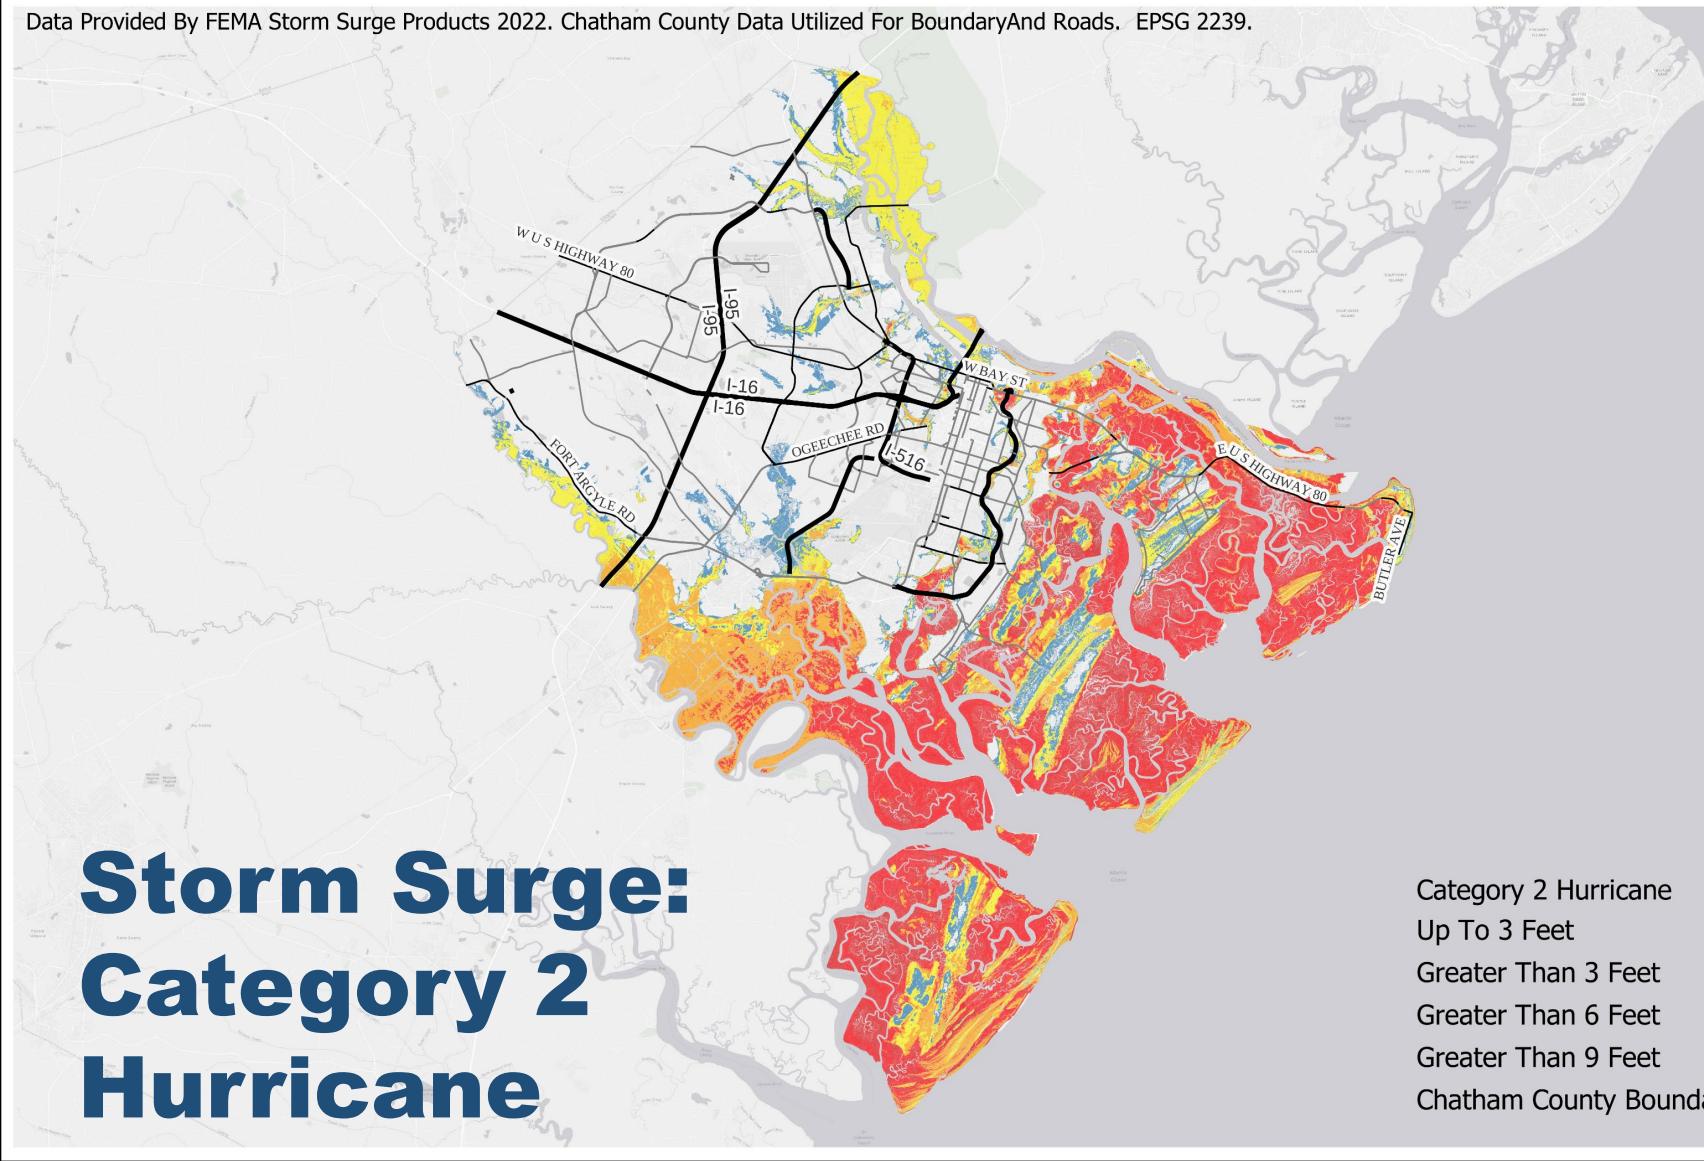 Data Provided By FEMA Storm Surge Products 2022. Chatham County Data Utilized For BoundaryAnd Roads.  EPSG 2239.
W U S HIGHWAY 80
I-95
I-95
I-16
I-16
W BAY ST
OGEECHEE RD
I-516
FORT ARGYLE RD
E U S HIGHWAY 80
BUTLER AVE
Storm Surge:
Category 2
Hurricane
Category 2 Hurricane
Up To 3 Feet
Greater Than 3 Feet
Greater Than 6 Feet
Greater Than 9 Feet
Chatham County Bounda